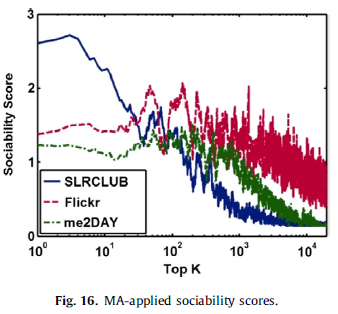 3
2
1
0
Sociability Score
SLRCLUB
Flickr
me2DAY
10^0 10^1 10^2 10^3 10^4
Top K
Fig. 16. MA-applied sociability scores.